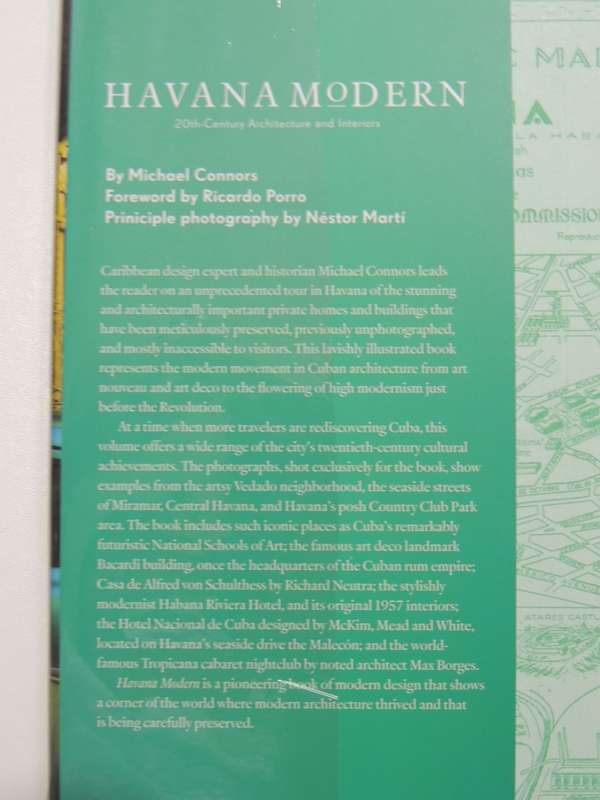 HAVANA MODERN
20th-Century Architecture and Interiors
By Michael Connors
Foreword by Ricardo Porro
Priniciple photography by Néstor Martí
Caribbean design expert and historian Michael Connors leads
the reader on an unprecedented tour in Havana of the stunning
and architecturally important private homes and buildings that
have been meticulously preserved, previously unphotographed,
and mostly inaccessible to visitors. This lavishly illustrated book
represents the modern movement in Cuban architecture from art
nouveau and art deco to the flowering of high modernism just
before the Revolution.
At a time when more travelers are rediscovering Cuba, this
volume offers a wide range of the city's twentieth-century cultural
achievements. The photographs, shot exclusively for the book, show
examples from the artsy Vedado neighborhood, the seaside streets
of Miramar, Central Havana, and Havana's posh Country Club Park
area. The book includes such iconic places as Cuba's remarkably
futuristic National Schools of Art; the famous art deco landmark
Bacardi building, once the headquarters of the Cuban rum empire;
Casa de Alfred von Schulthess by Richard Neutra; the stylishly
modernist Habana Riviera Hotel, and its original 1957 interiors;
the Hotel Nacional de Cuba designed by McKim, Mead and White,
located on Havana's seaside drive the Malecón; and the world-
famous Tropicana cabaret nightclub by noted architect Max Borges.
Havana Modern is a pioneering book of modern design that shows
a corner of the world where modern architecture thrived and that
is being carefully preserved.
C MA
NA
LA HABA
as
OMMISSION
Reproduc
ATARES CASTL